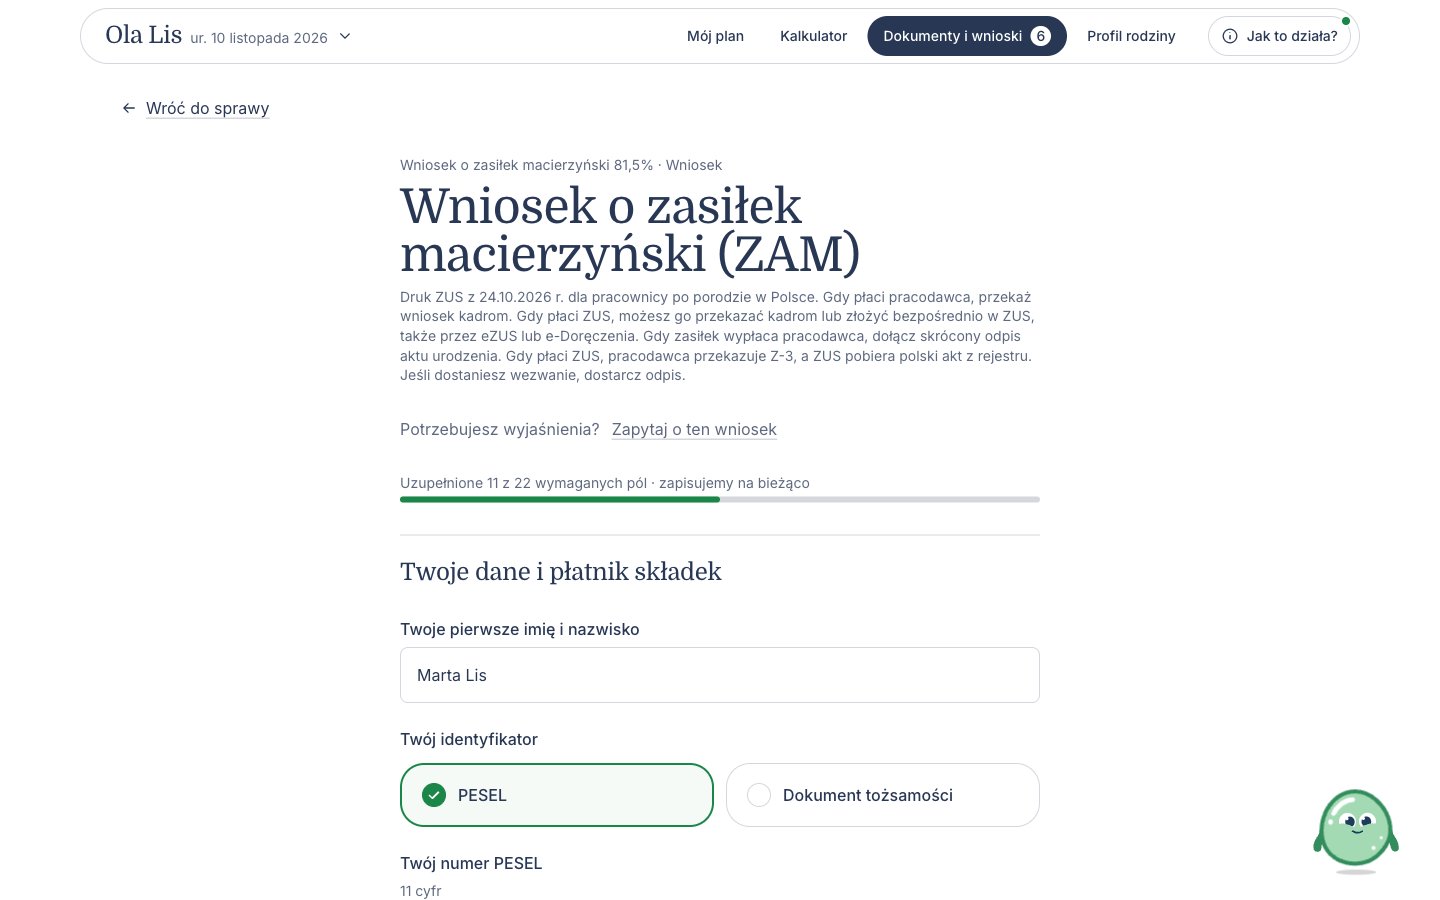 Ola Lis ur. 10 listopada 2026
Mój plan
Kalkulator
Dokumenty i wnioski 6
Profil rodziny
Jak to działa?
Wróć do sprawy
Wniosek o zasiłek macierzyński 81,5% · Wniosek
Wniosek o zasiłek
macierzyński (ZAM)
Druk ZUS z 24.10.2026 r. dla pracownicy po porodzie w Polsce. Gdy płaci pracodawca, przekaż
wniosek kadrom. Gdy płaci ZUS, możesz go przekazać kadrom lub złożyć bezpośrednio w ZUS,
także przez eZUS lub e-Doręczenia. Gdy zasiłek wypłaca pracodawca, dołącz skrócony odpis
aktu urodzenia. Gdy płaci ZUS, pracodawca przekazuje Z-3, a ZUS pobiera polski akt z rejestru.
Jeśli dostaniesz wezwanie, dostarcz odpis.
Potrzebujesz wyjaśnienia? Zapytaj o ten wniosek
Uzupełnione 11 z 22 wymaganych pól · zapisujemy na bieżąco
Twoje dane i płatnik składek
Twoje pierwsze imię i nazwisko
Marta Lis
Twój identyfikator
PESEL
Dokument tożsamości
Twój numer PESEL
11 cyfr